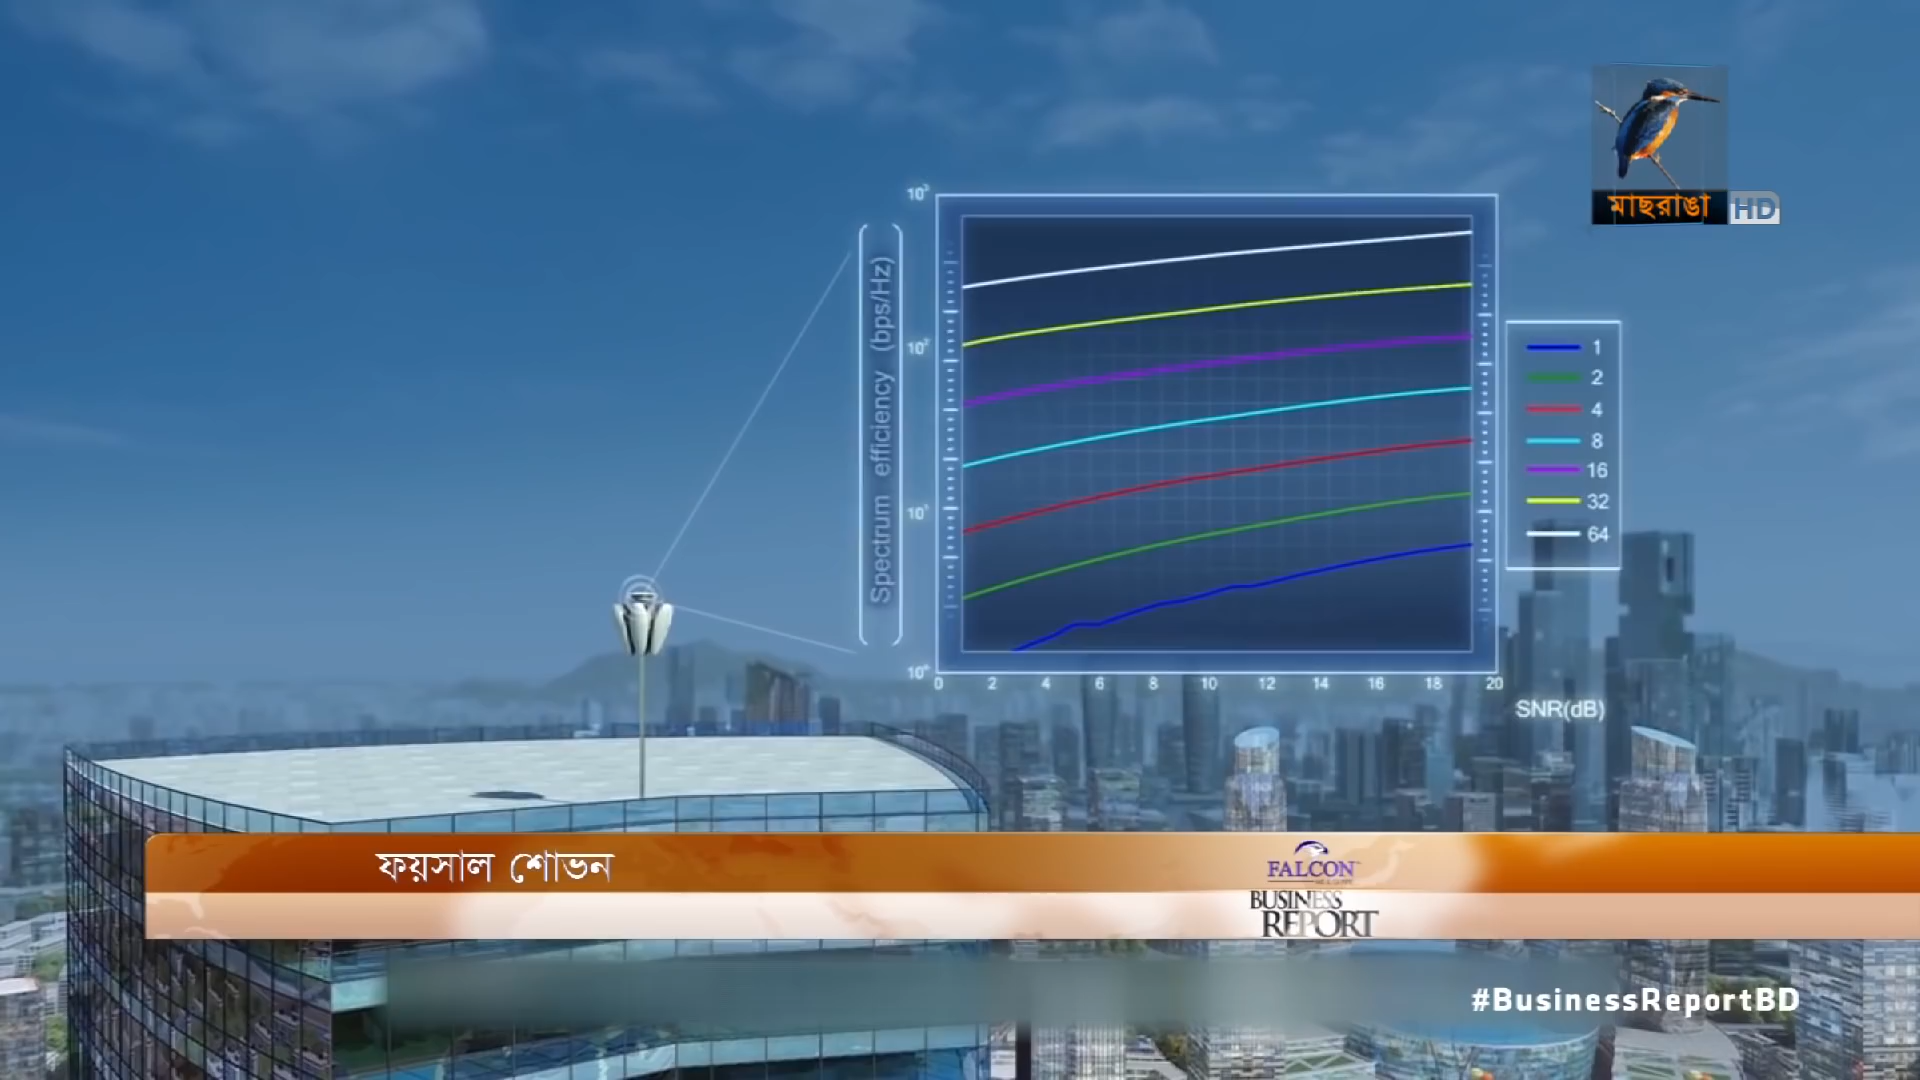 মাছরাঙা
HD
10³
10²
10¹
10⁰
Spectrum efficiency (bps/Hz)
0 2 4 6 8 10 12 14 16 18 20
SNR(dB)
1
2
4
8
16
32
64
ফয়সাল শোভন
FALCON
BUSINESS
REPORT
#BusinessReportBD